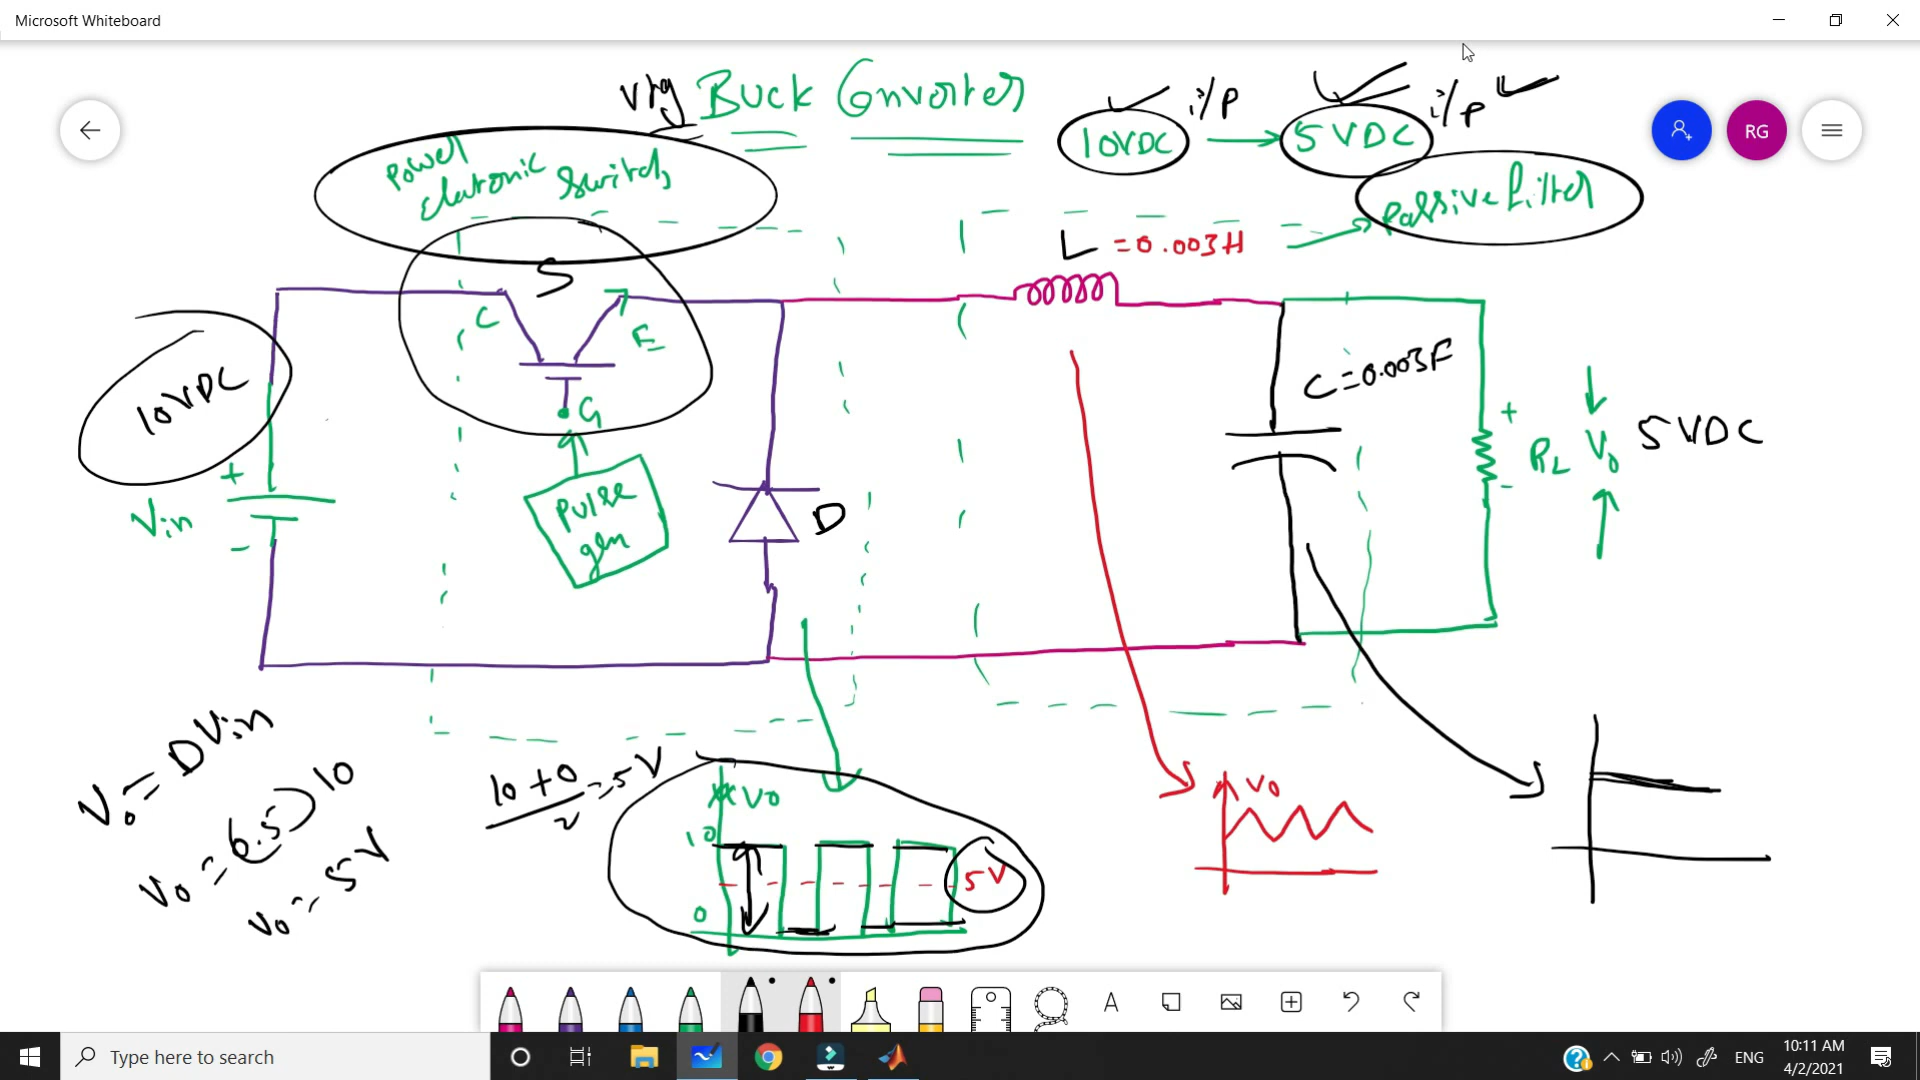 Microsoft Whiteboard
Vtg Buck Converter
10VDC i/p → 5VDC i/p
RG
Power
Eletronic Switch
Passive filter
L = 0.003H
S
C
E
G
10VDC
C=0.003F
+
Vin
-
Pulse
gen
D
+
RL
-
Vo
5VDC
Vo = DVin
Vo = (0.5)10
Vo = 5V
10+0
2
=5V
Vo
10
0
5V
Vo
A
Type here to search
ENG
10:11 AM
4/2/2021